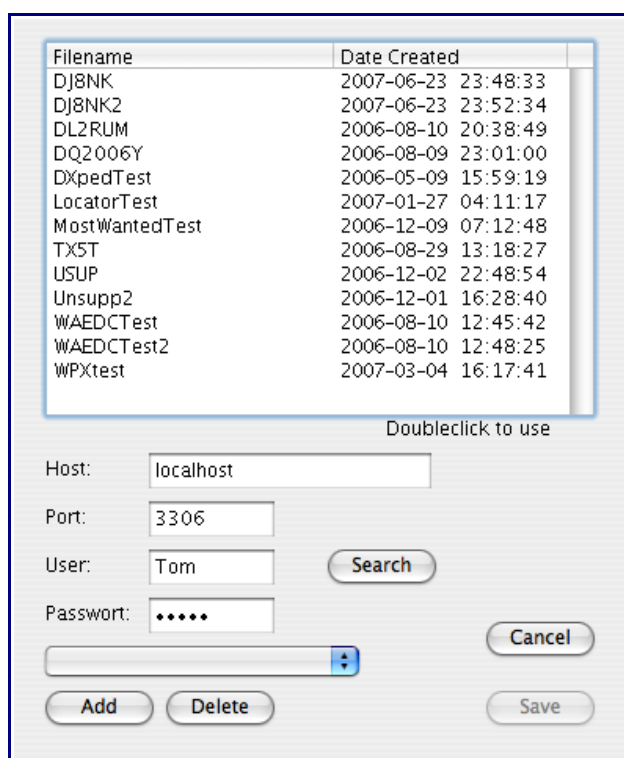 Filename Date Created
DJ8NK 2007-06-23 23:48:33
DJ8NK2 2007-06-23 23:52:34
DL2RUM 2006-08-10 20:38:49
DQ2006Y 2006-08-09 23:01:00
DXpedTest 2006-05-09 15:59:19
LocatorTest 2007-01-27 04:11:17
MostWantedTest 2006-12-09 07:12:48
TX5T 2006-08-29 13:18:27
USUP 2006-12-02 22:48:54
Unsupp2 2006-12-01 16:28:40
WAEDCTest 2006-08-10 12:45:42
WAEDCTest2 2006-08-10 12:48:25
WPXtest 2007-03-04 16:17:41
Doubleclick to use
Host: localhost
Port: 3306
User: Tom Search
Passwort: •••••
Cancel
Add Delete Save